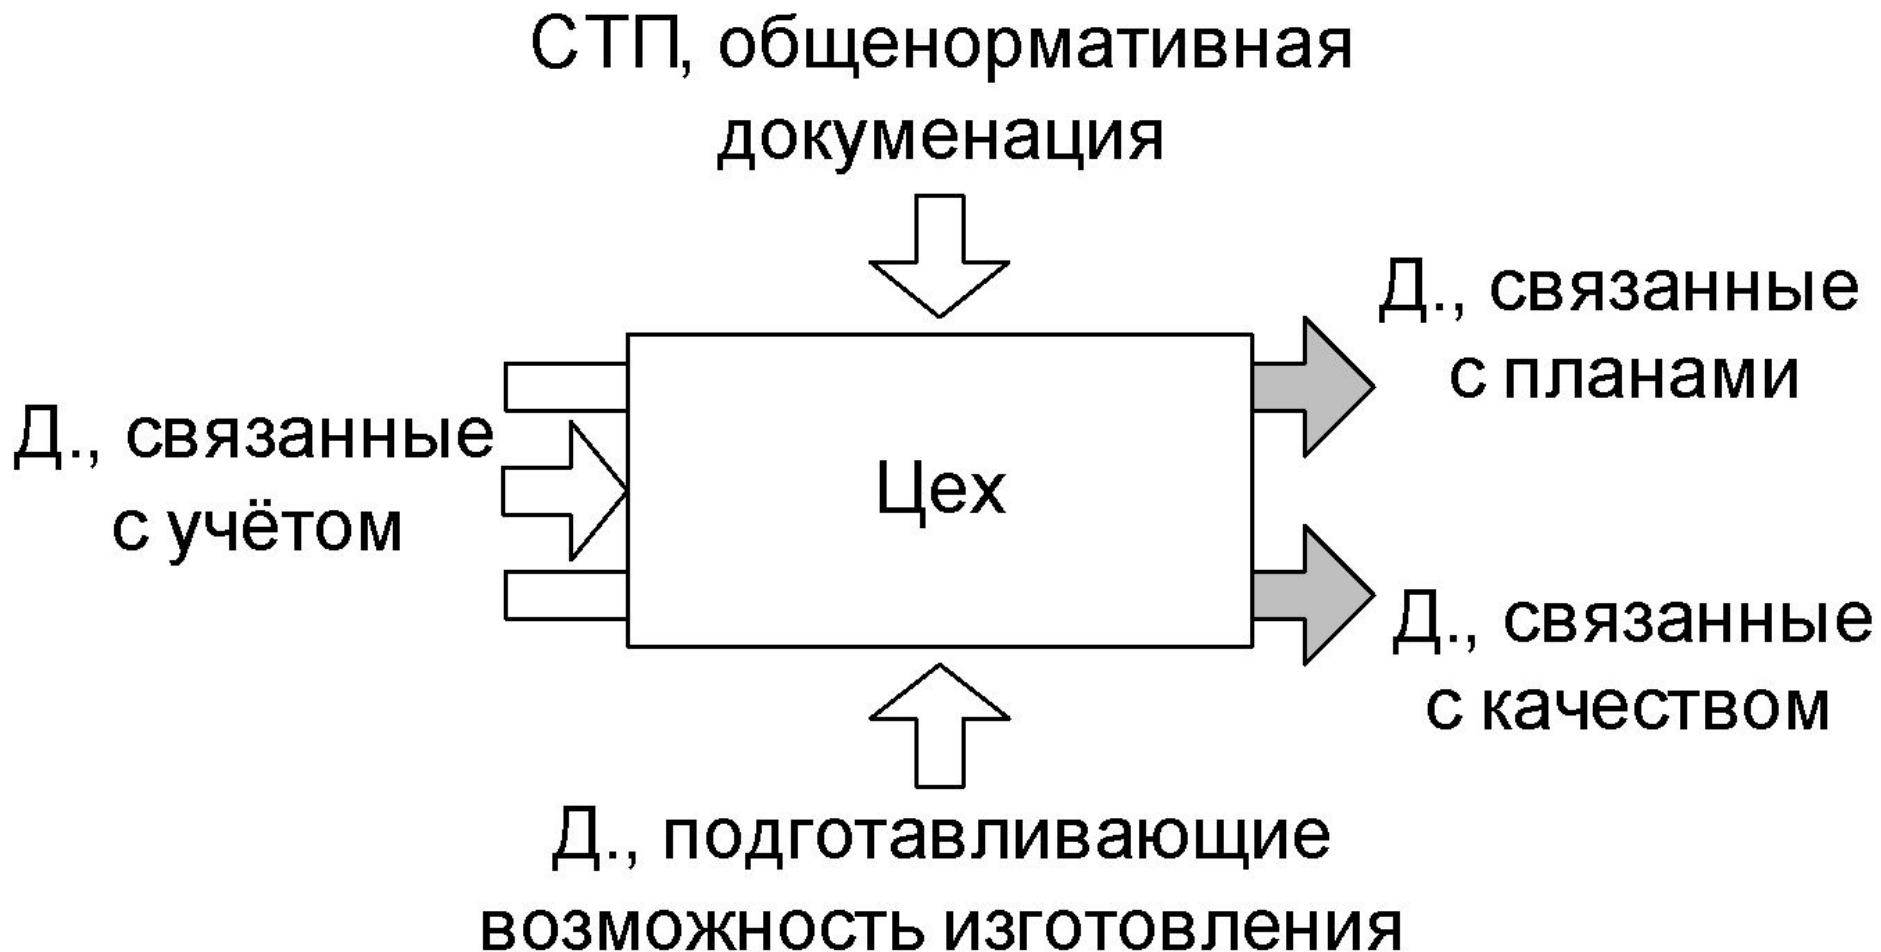 СТП, общенормативная
докуменация
Д., связанные
с планами
Д., связанные
с учётом
Цех
Д., связанные
с качеством
Д., подготавливающие
возможность изготовления